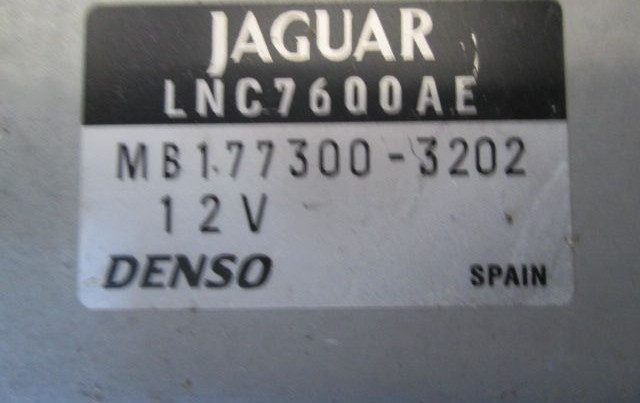 JAGUAR
LNC7600AE
MB177300-3202
12V
DENSO SPAIN